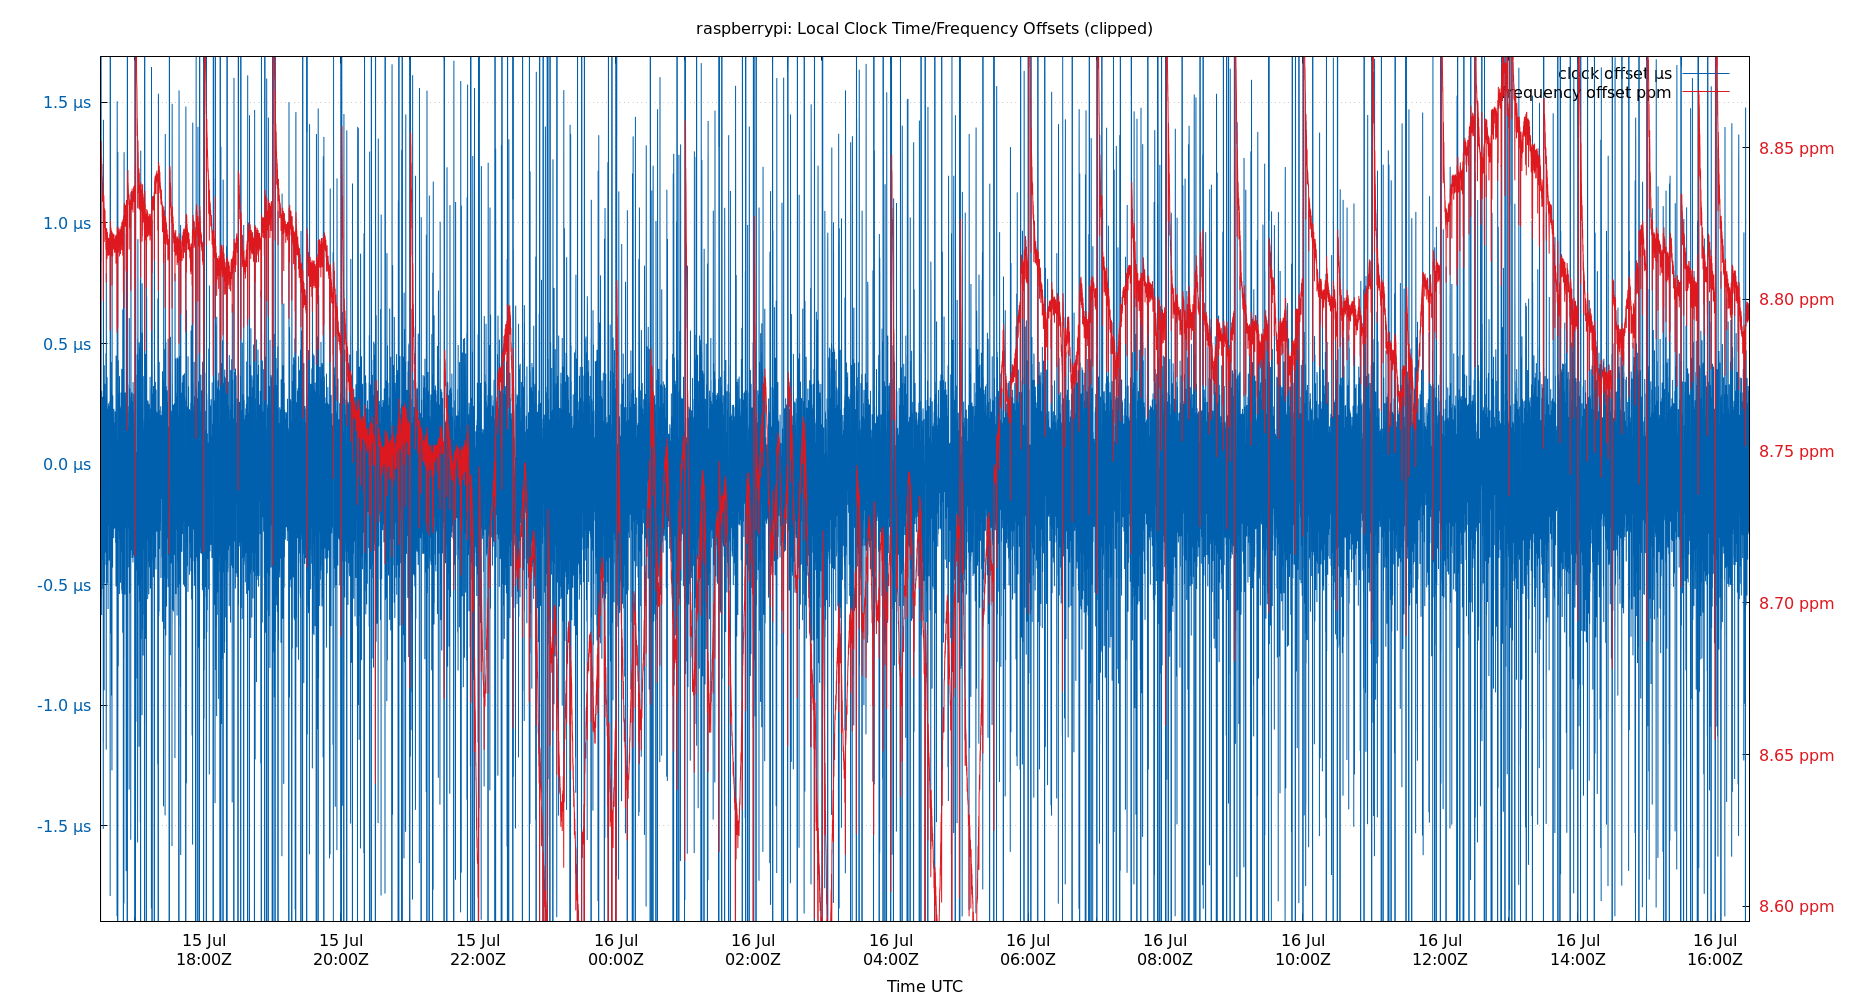 raspberrypi: Local Clock Time/Frequency Offsets (clipped)
clock offset µs
frequency offset ppm
1.5 µs
1.0 µs
0.5 µs
0.0 µs
-0.5 µs
-1.0 µs
-1.5 µs
8.85 ppm
8.80 ppm
8.75 ppm
8.70 ppm
8.65 ppm
8.60 ppm
15 Jul
18:00Z
15 Jul
20:00Z
15 Jul
22:00Z
16 Jul
00:00Z
16 Jul
02:00Z
16 Jul
04:00Z
16 Jul
06:00Z
16 Jul
08:00Z
16 Jul
10:00Z
16 Jul
12:00Z
16 Jul
14:00Z
16 Jul
16:00Z
Time UTC